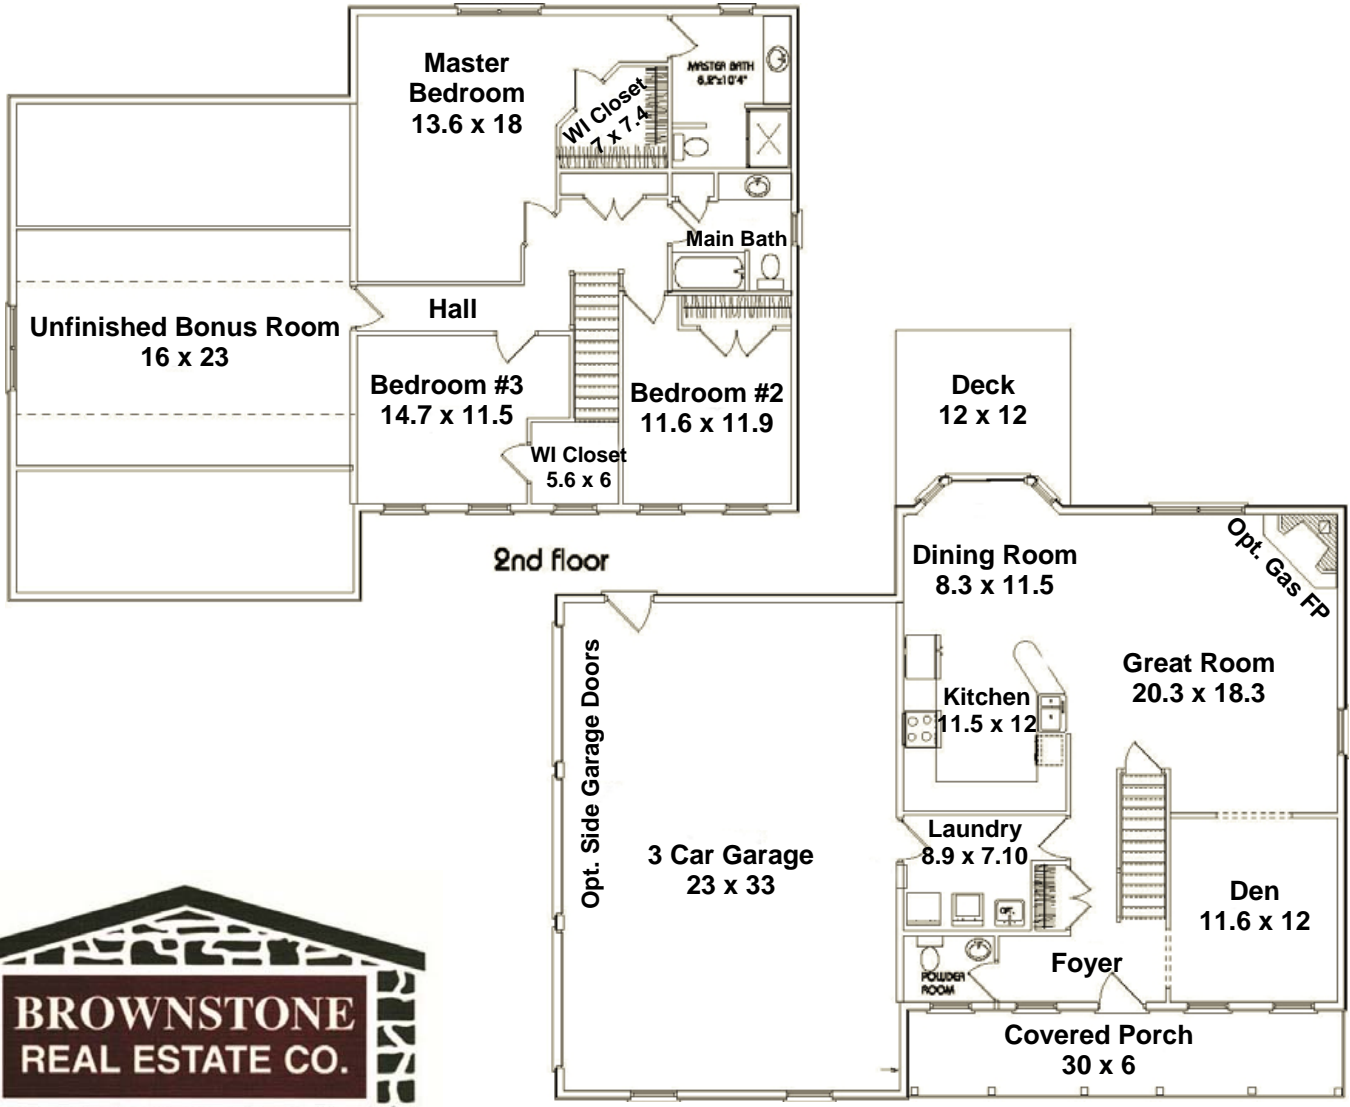 Master
Bedroom
13.6 x 18
WI Closet
7 x 7.4
MASTER BATH
8.2"x10'4"
Main Bath
Hall
Unfinished Bonus Room
16 x 23
Bedroom #3
14.7 x 11.5
Bedroom #2
11.6 x 11.9
WI Closet
5.6 x 6
2nd floor
Deck
12 x 12
Dining Room
8.3 x 11.5
Opt. Gas FP
Great Room
20.3 x 18.3
Kitchen
11.5 x 12
Opt. Side Garage Doors
3 Car Garage
23 x 33
Laundry
8.9 x 7.10
OPT.
Den
11.6 x 12
Foyer
POWDER
ROOM
Covered Porch
30 x 6
BROWNSTONE
REAL ESTATE CO.